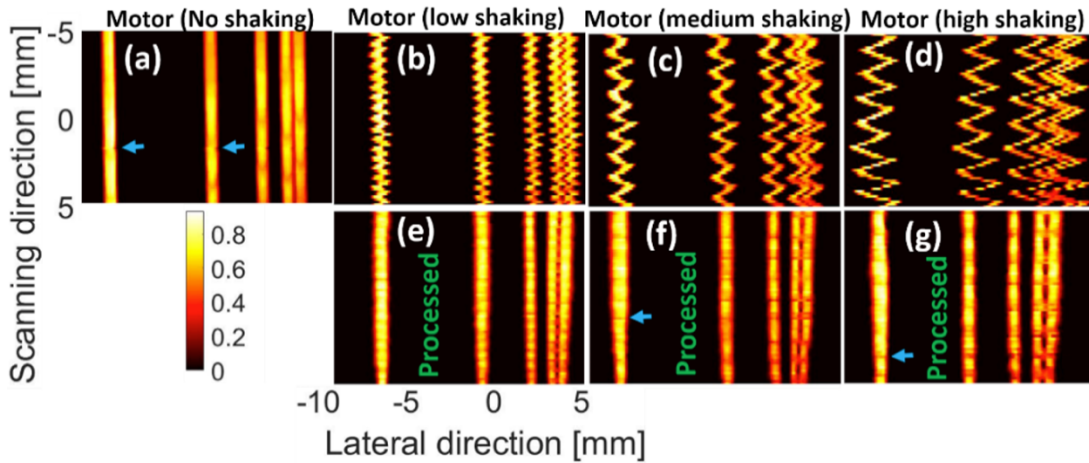 Motor (No shaking)
Motor (low shaking)
Motor (medium shaking)
Motor (high shaking)
Scanning direction [mm]
-5
0
5
(a)
(b)
(c)
(d)
0.8
0.6
0.4
0.2
0
(e)
Processed
(f)
Processed
(g)
Processed
-10
-5
0
5
Lateral direction [mm]